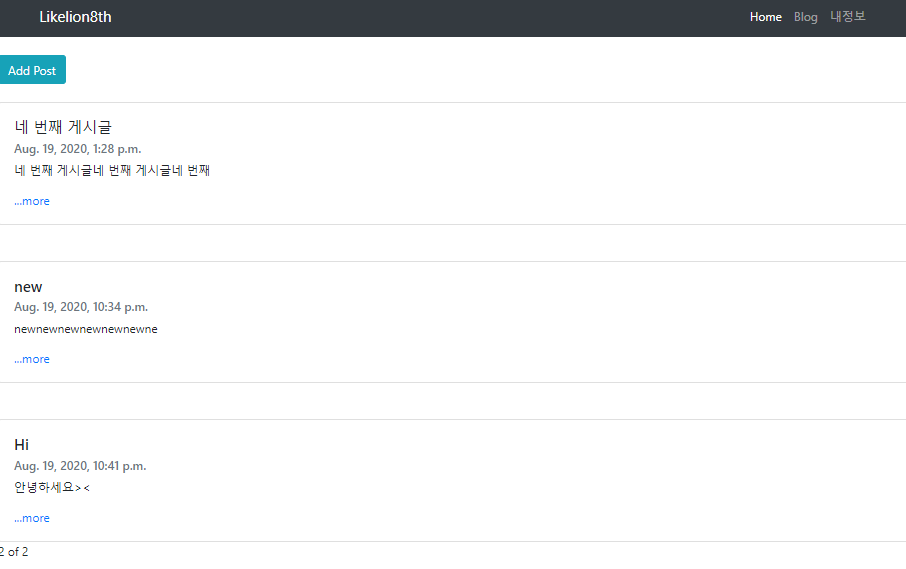 Likelion8th Home Blog 내정보
Add Post
네 번째 게시글
Aug. 19, 2020, 1:28 p.m.
네 번째 게시글네 번째 게시글네 번째
...more
new
Aug. 19, 2020, 10:34 p.m.
newnewnewnewnewnewne
...more
Hi
Aug. 19, 2020, 10:41 p.m.
안녕하세요><
...more
2 of 2